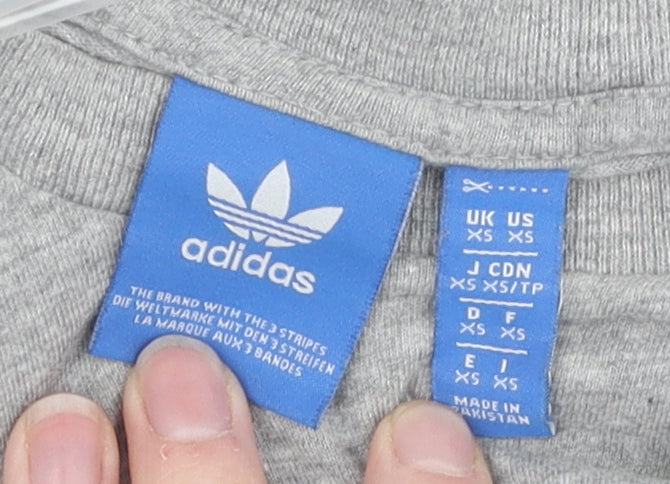 adidas
THE BRAND WITH THE 3 STRIPES
DIE WELTMARKE MIT DEN 3 STREIFEN
LA MARQUE AUX 3 BANDES
UK US
XS XS
J CDN
XS XS/TP
D F
XS XS
E I
XS XS
MADE IN
PAKISTAN